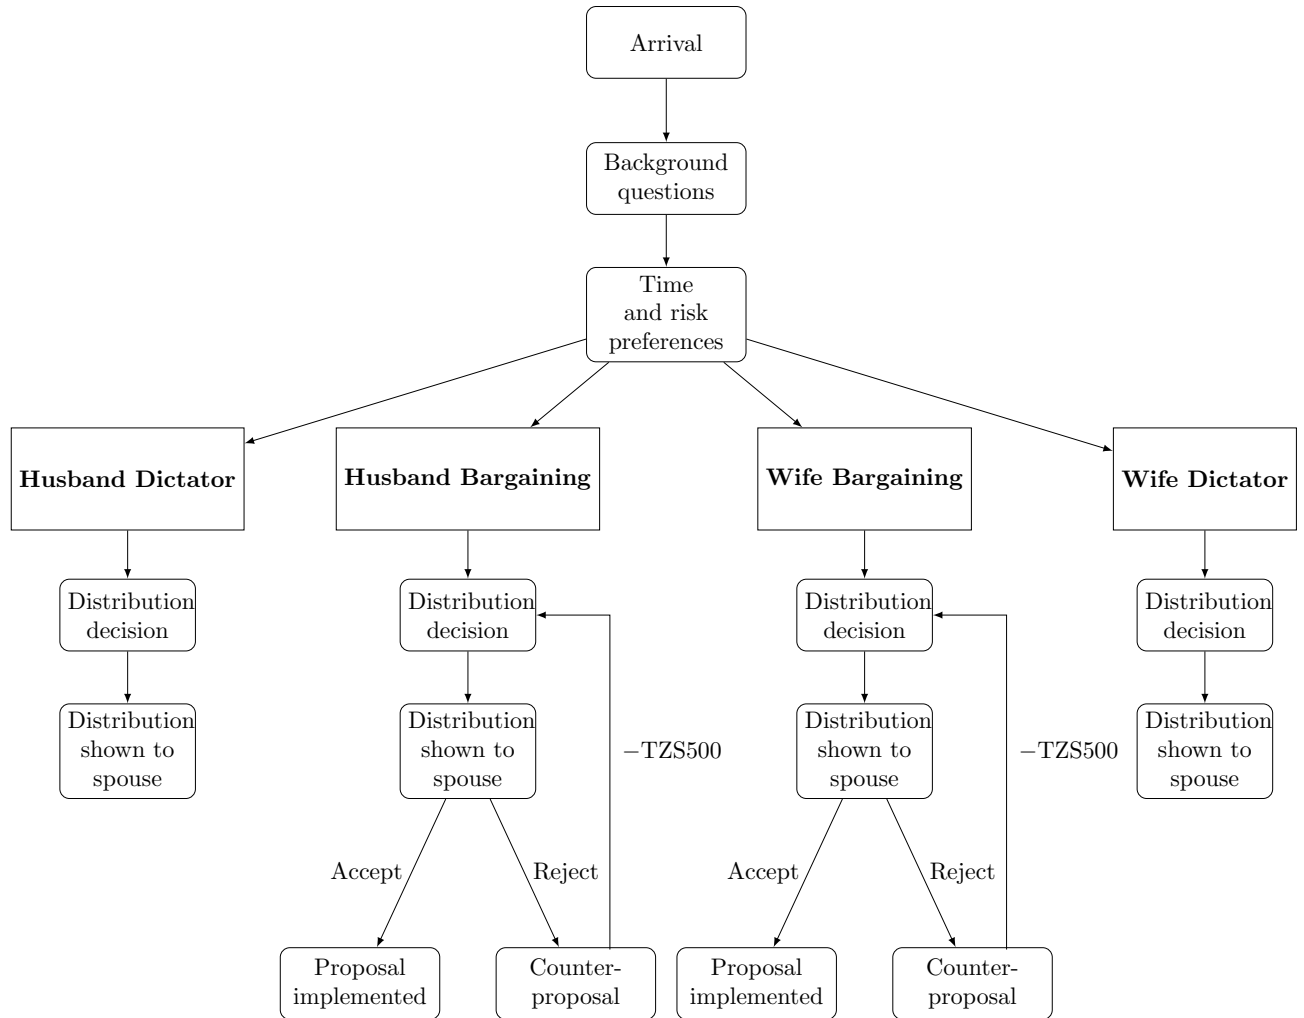 Arrival
Background
questions
Time
and risk
preferences
Husband Dictator
Husband Bargaining
Wife Bargaining
Wife Dictator
Distribution
decision
Distribution
decision
Distribution
decision
Distribution
decision
Distribution
shown to
spouse
Distribution
shown to
spouse
−TZS500
Distribution
shown to
spouse
−TZS500
Distribution
shown to
spouse
Accept
Reject
Accept
Reject
Proposal
implemented
Counter-
proposal
Proposal
implemented
Counter-
proposal